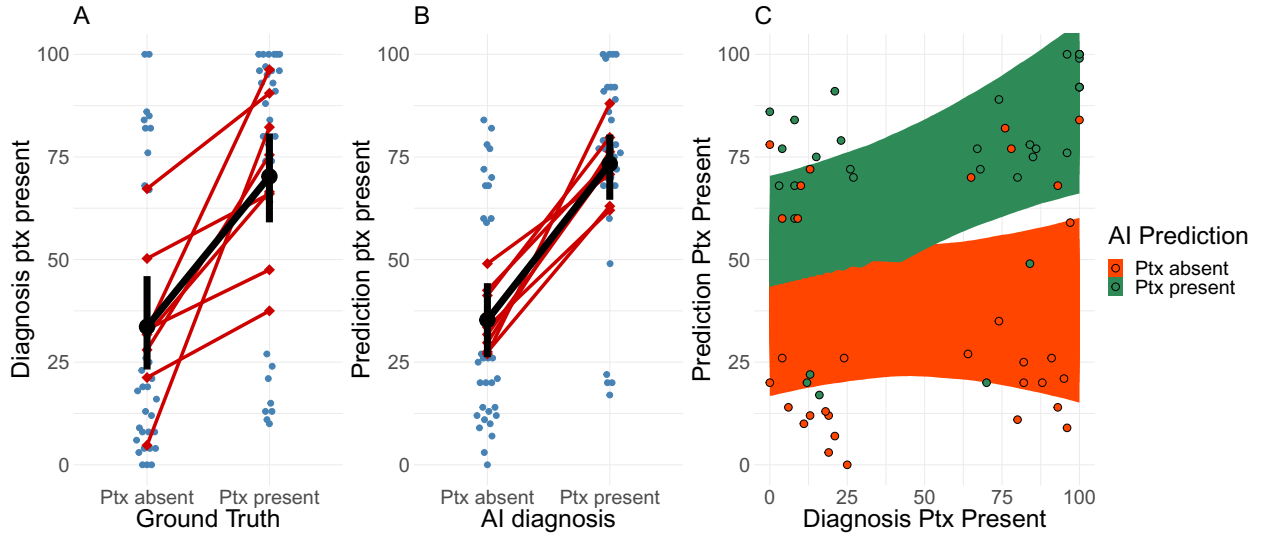 A
Diagnosis ptx present
100
75
50
25
0
Ptx absent
Ptx present
Ground Truth
B
Prediction ptx present
100
75
50
25
0
Ptx absent
Ptx present
AI diagnosis
C
Prediction Ptx Present
100
75
50
25
0
0
25
50
75
100
Diagnosis Ptx Present
AI Prediction
Ptx absent
Ptx present